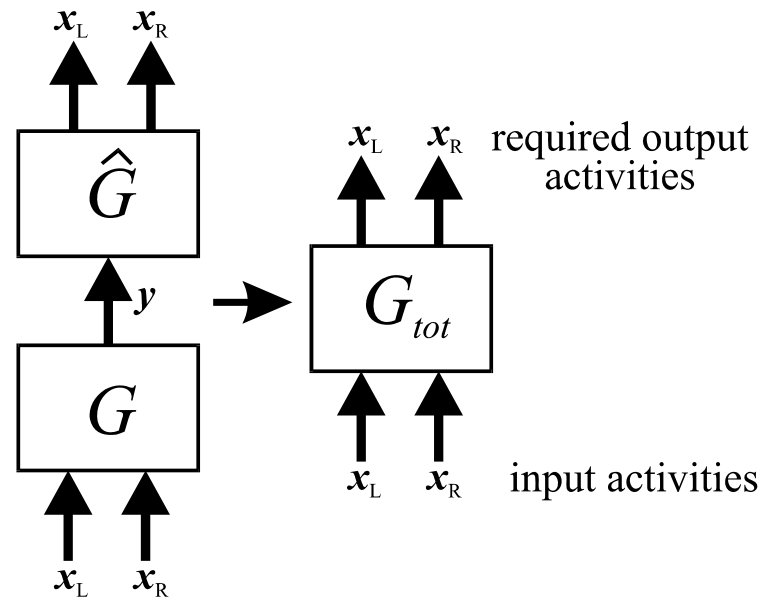 x_L x_R
Ĝ
y
G
x_L x_R
x_L x_R required output
activities
G_tot
x_L x_R input activities